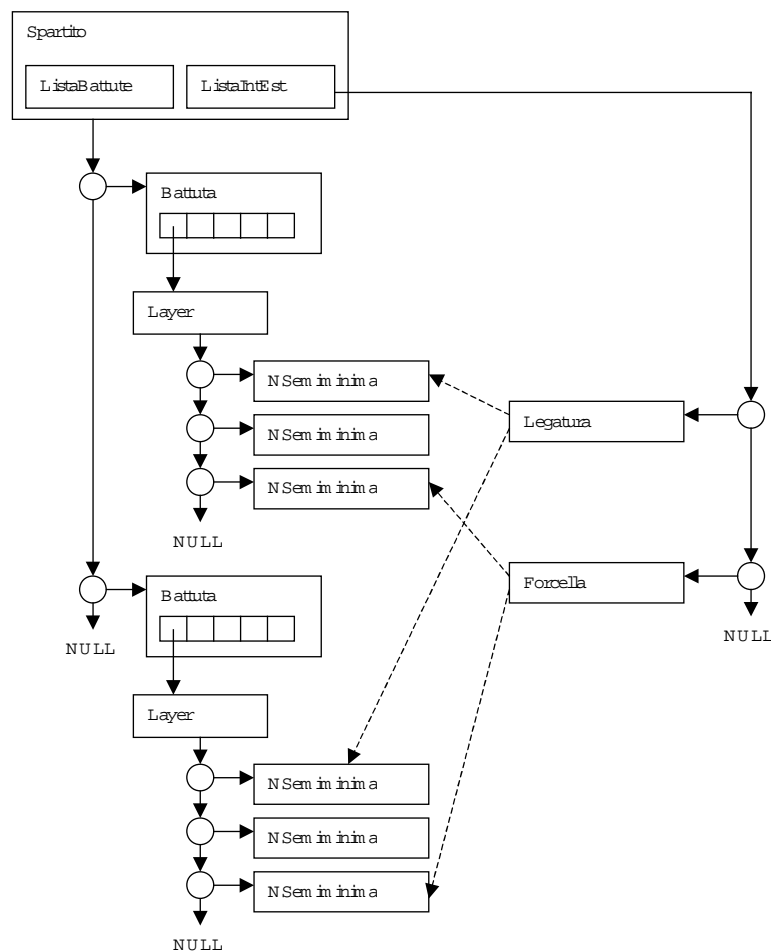 Spartito
ListaBattute
ListaIntEst
Battuta
Layer
NSemiminima
NSemiminima
Legatura
NSemiminima
NULL
Forcella
Battuta
NULL
NULL
Layer
NSemiminima
NSemiminima
NSemiminima
NULL